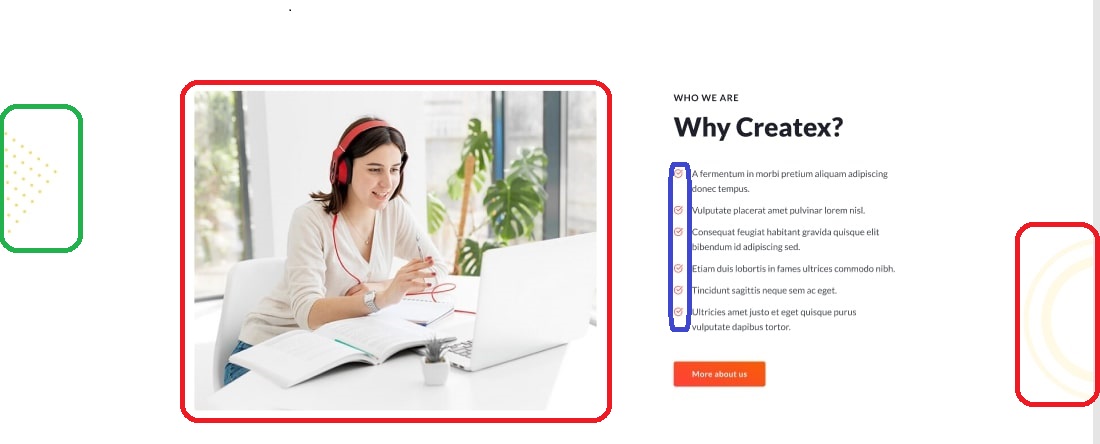 WHO WE ARE
Why Createx?
A fermentum in morbi pretium aliquam adipiscing
donec tempus.
Vulputate placerat amet pulvinar lorem nisl.
Consequat feugiat habitant gravida quisque elit
bibendum id adipiscing sed.
Etiam duis lobortis in fames ultrices commodo nibh.
Tincidunt sagittis neque sem ac eget.
Ultricies amet justo et eget quisque purus
vulputate dapibus tortor.
More about us